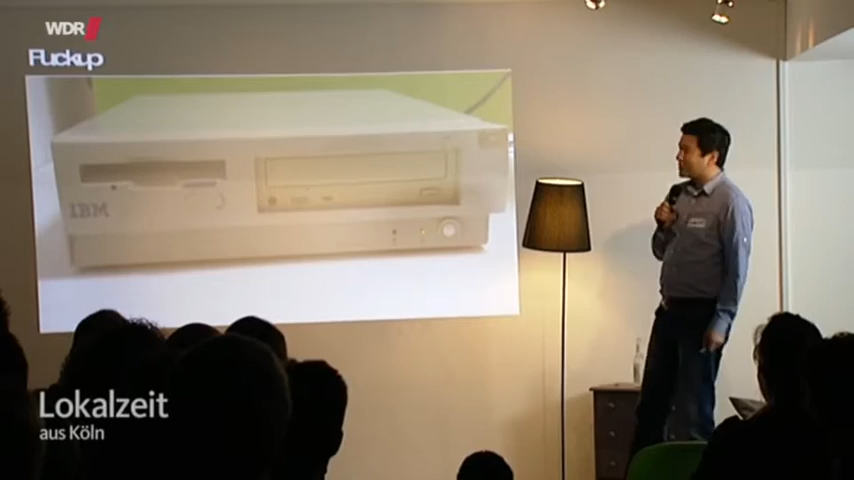 WDR
Fuckup
IBM
Lokalzeit
aus Köln